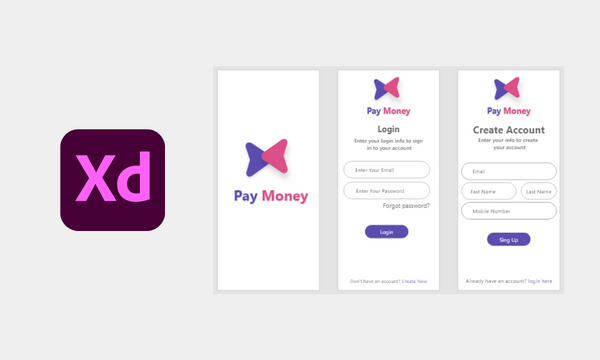 Xd
Pay Money
Pay Money
Login
Enter your login info to sign
in to your account
Enter Your Email
Enter Your Password
Forgot password?
Login
Don't have an account? Create New
Pay Money
Create Account
Enter your info to create
your account
Email
First Name
Last Name
Mobile Number
Sing Up
Already have an account? login here